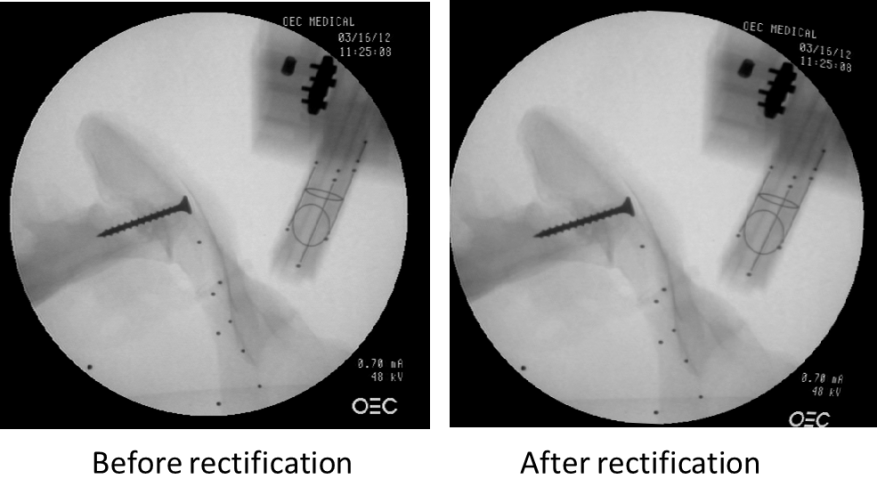 OEC MEDICAL
03/16/12
11:25:08
0.70 mA
48 kV
OEC
Before rectification
OEC MEDICAL
03/16/12
11:25:08
0.70 mA
48 kV
OEC
After rectification